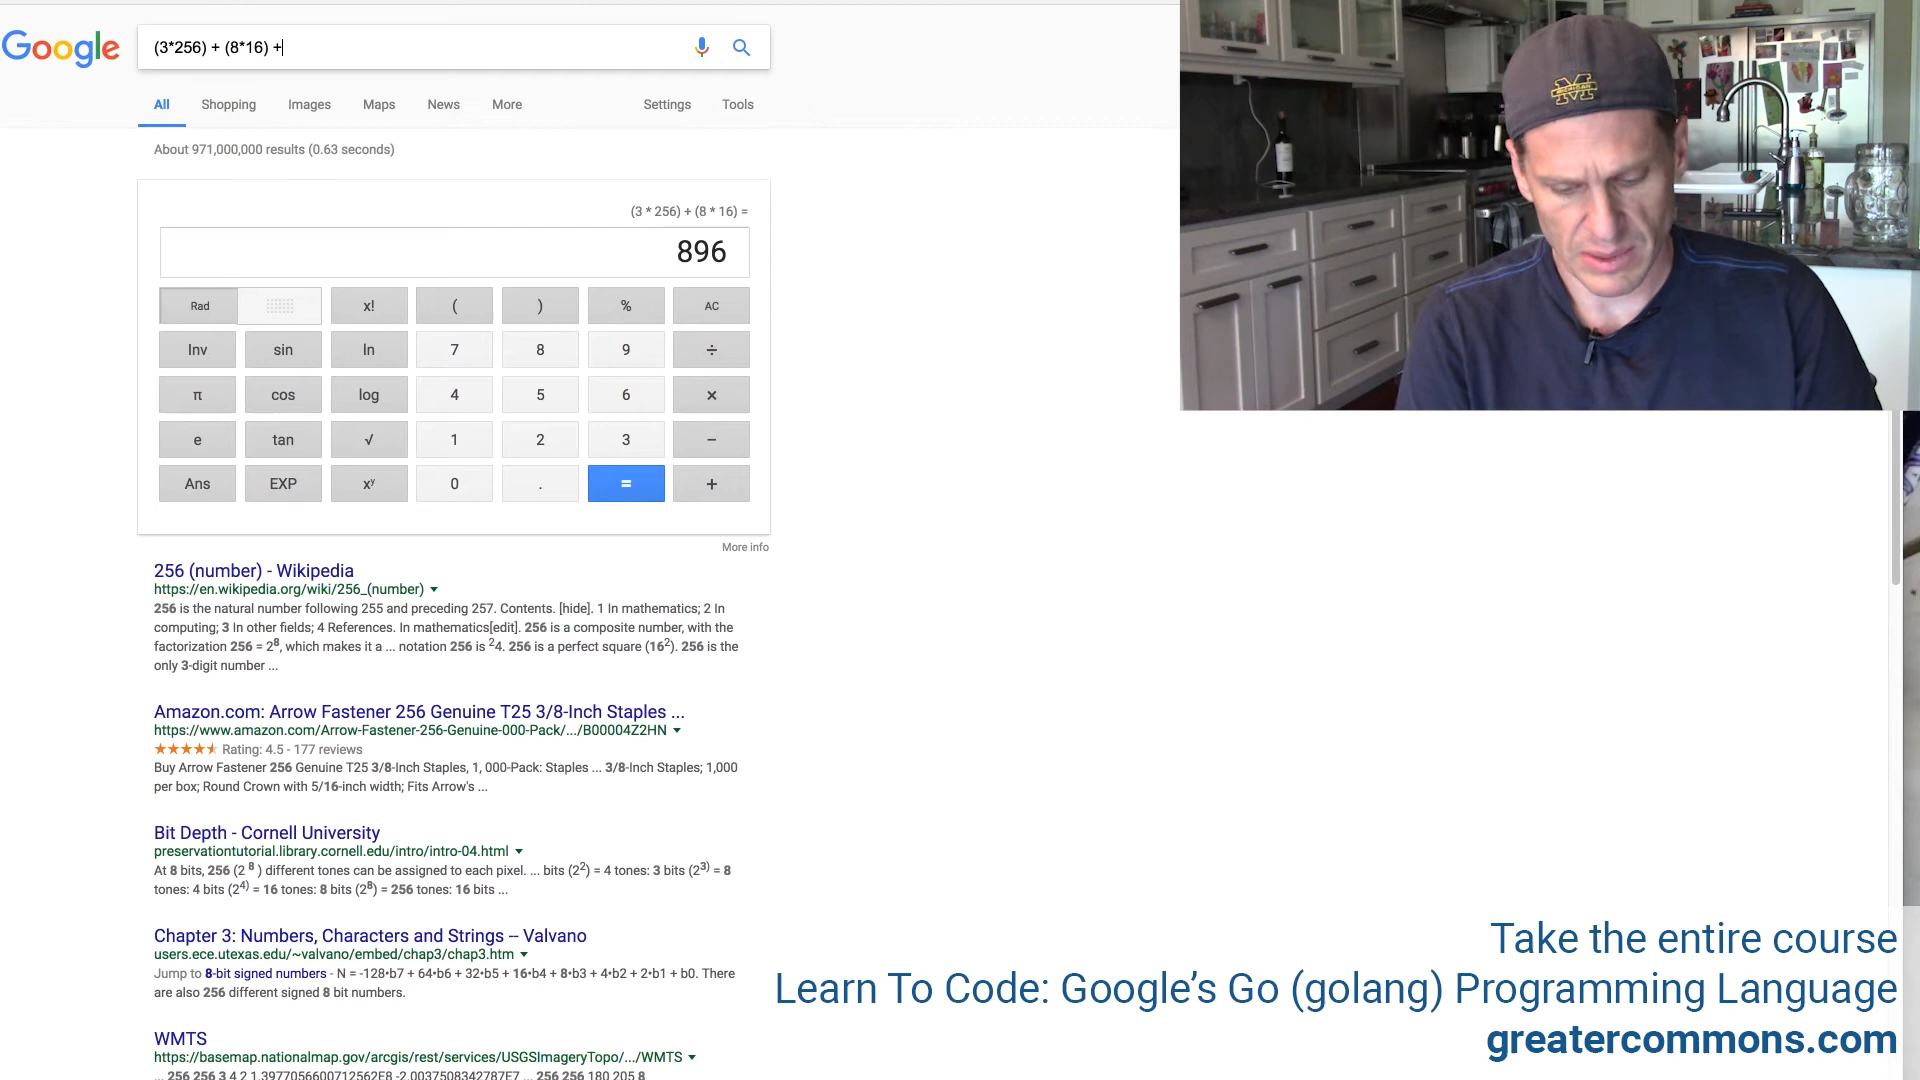 Google
(3*256) + (8*16) +
All Shopping Images Maps News More Settings Tools
About 971,000,000 results (0.63 seconds)
(3 * 256) + (8 * 16) =
896
Rad x! ( ) % AC
Inv sin ln 7 8 9 ÷
π cos log 4 5 6 ×
e tan √ 1 2 3 −
Ans EXP xʸ 0 . = +
More info
256 (number) - Wikipedia
https://en.wikipedia.org/wiki/256_(number)
256 is the natural number following 255 and preceding 257. Contents. [hide]. 1 In mathematics; 2 In
computing; 3 In other fields; 4 References. In mathematics[edit]. 256 is a composite number, with the
factorization 256 = 2⁸, which makes it a ... notation 256 is ²4. 256 is a perfect square (16²). 256 is the
only 3-digit number ...
Amazon.com: Arrow Fastener 256 Genuine T25 3/8-Inch Staples ...
https://www.amazon.com/Arrow-Fastener-256-Genuine-000-Pack/.../B00004Z2HN
Rating: 4.5 - 177 reviews
Buy Arrow Fastener 256 Genuine T25 3/8-Inch Staples, 1, 000-Pack: Staples ... 3/8-Inch Staples; 1,000
per box; Round Crown with 5/16-inch width; Fits Arrow's ...
Bit Depth - Cornell University
preservationtutorial.library.cornell.edu/intro/intro-04.html
At 8 bits, 256 (2 ⁸ ) different tones can be assigned to each pixel. ... bits (2²) = 4 tones: 3 bits (2³⁾ = 8
tones: 4 bits (2⁴⁾ = 16 tones: 8 bits (2⁸) = 256 tones: 16 bits ...
Chapter 3: Numbers, Characters and Strings -- Valvano
users.ece.utexas.edu/~valvano/embed/chap3/chap3.htm
Jump to 8-bit signed numbers - N = -128•b7 + 64•b6 + 32•b5 + 16•b4 + 8•b3 + 4•b2 + 2•b1 + b0. There
are also 256 different signed 8 bit numbers.
WMTS
https://basemap.nationalmap.gov/arcgis/rest/services/USGSImageryTopo/.../WMTS
... 256 256 3 4 2 1.3977056600712562E8 -2.0037508342787E7 ... 256 256 180 205 8
M
MICHIGAN
Take the entire course
Learn To Code: Google’s Go (golang) Programming Language
greatercommons.com